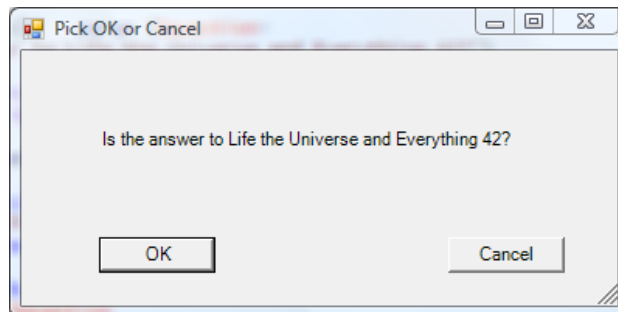 Pick OK or Cancel
Is the answer to Life the Universe and Everything 42?
OK
Cancel